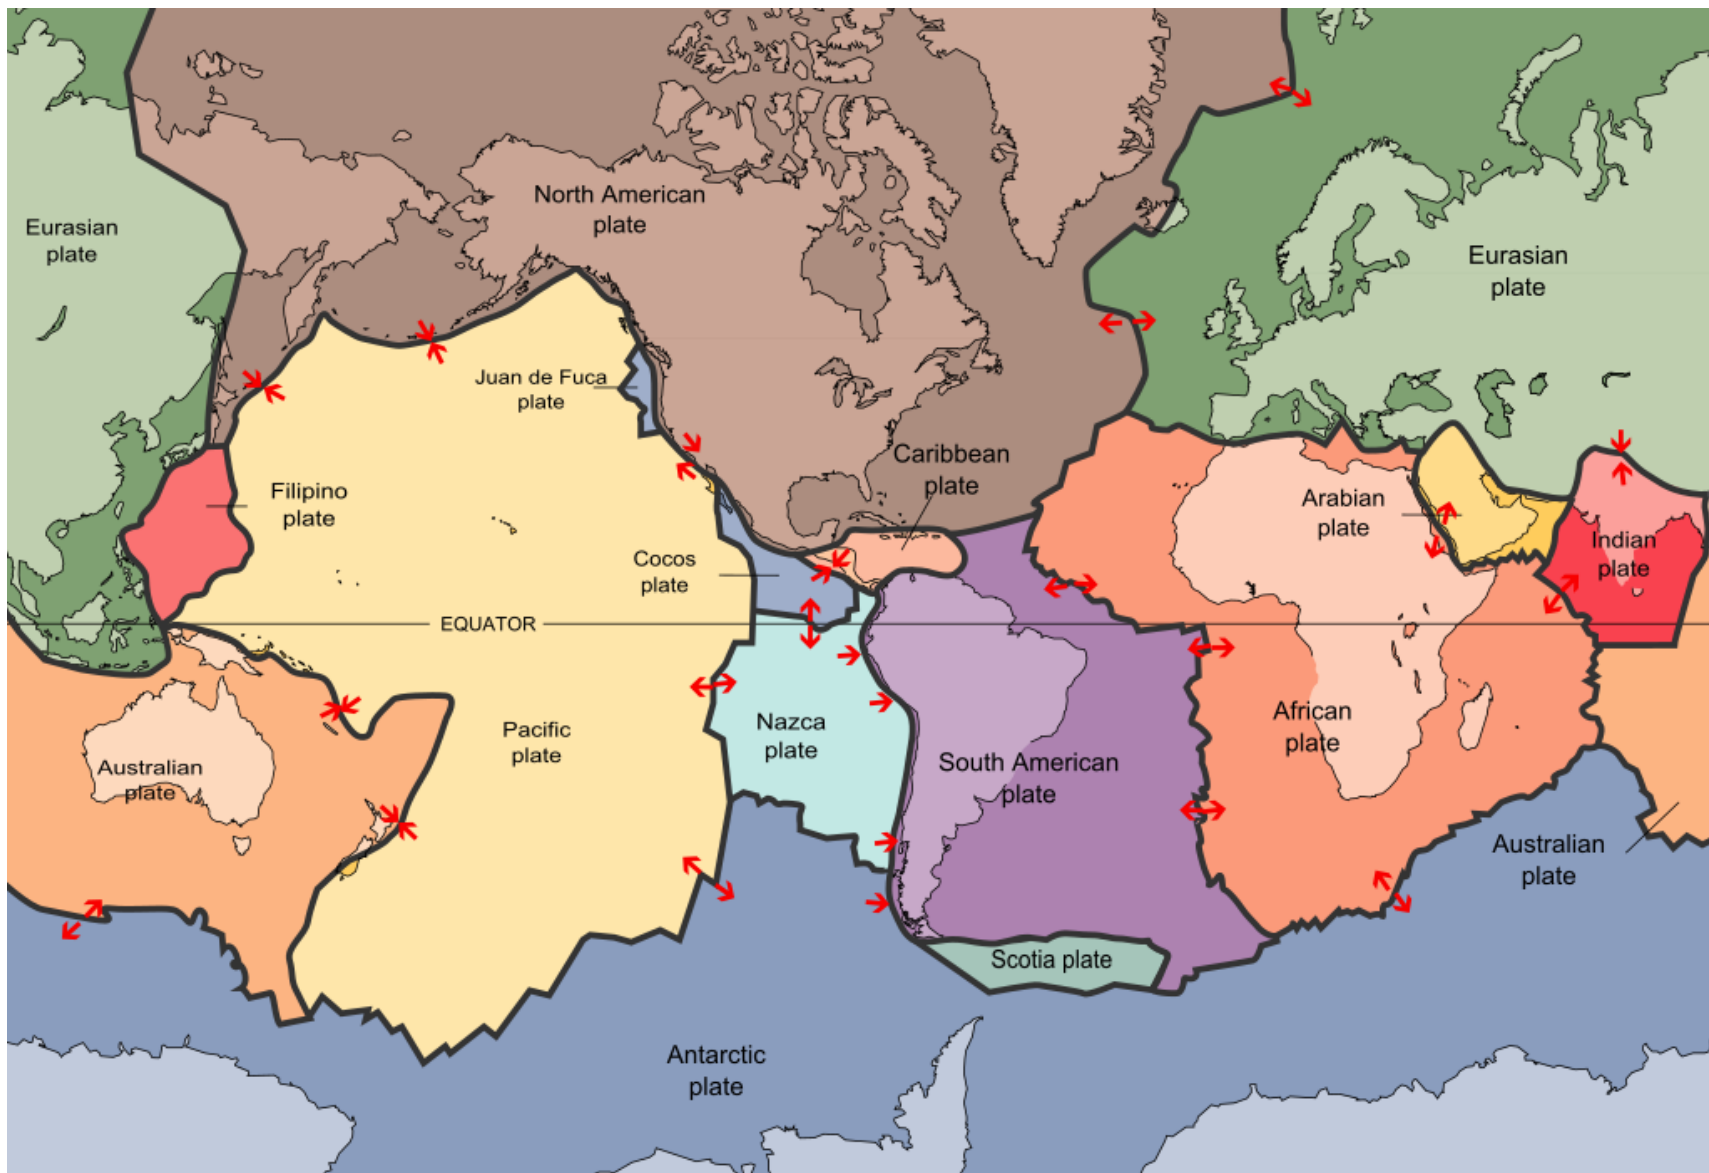 North American
plate
Eurasian
plate
Eurasian
plate
Juan de Fuca
plate
Caribbean
plate
Filipino
plate
Arabian
plate
Cocos
plate
Indian
plate
EQUATOR
Pacific
plate
Nazca
plate
African
plate
South American
plate
Australian
plate
Australian
plate
Scotia plate
Antarctic
plate